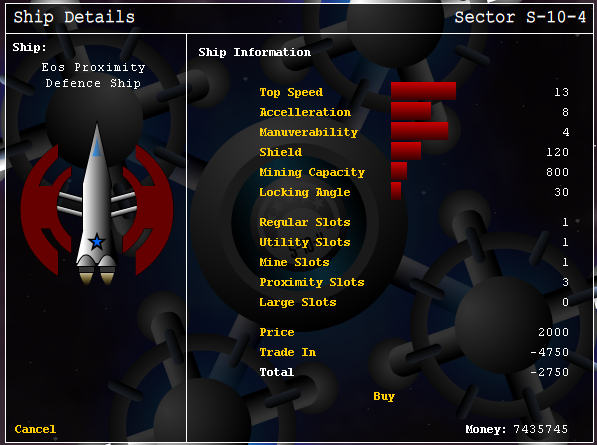 Ship Details
Sector S-10-4
Ship:
Eos Proximity
Defence Ship
Ship Information
Top Speed 13
Accelleration 8
Manuverability 4
Shield 120
Mining Capacity 800
Locking Angle 30
Regular Slots 1
Utility Slots 1
Mine Slots 1
Proximity Slots 3
Large Slots 0
Price 2000
Trade In -4750
Total -2750
Buy
Cancel
Money: 7435745